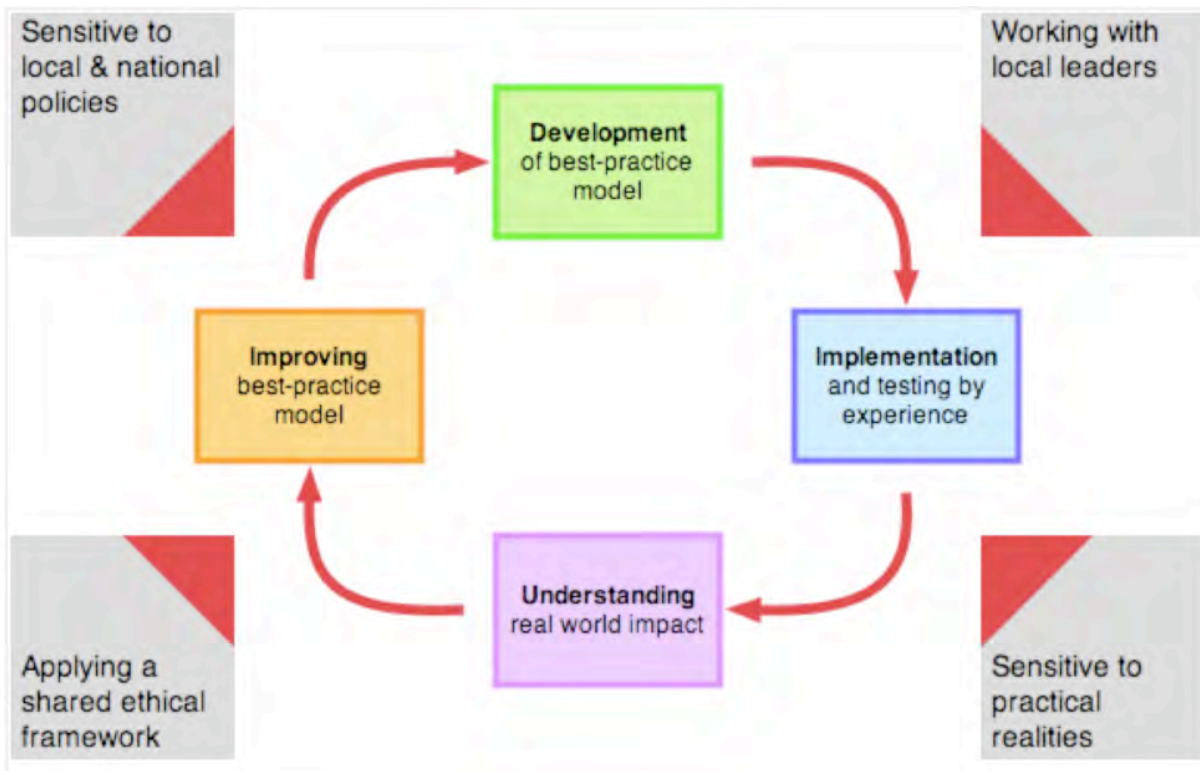 Sensitive to
local & national
policies
Working with
local leaders
Development
of best-practice
model
Improving
best-practice
model
Implementation
and testing by
experience
Understanding
real world impact
Applying a
shared ethical
framework
Sensitive to
practical
realities